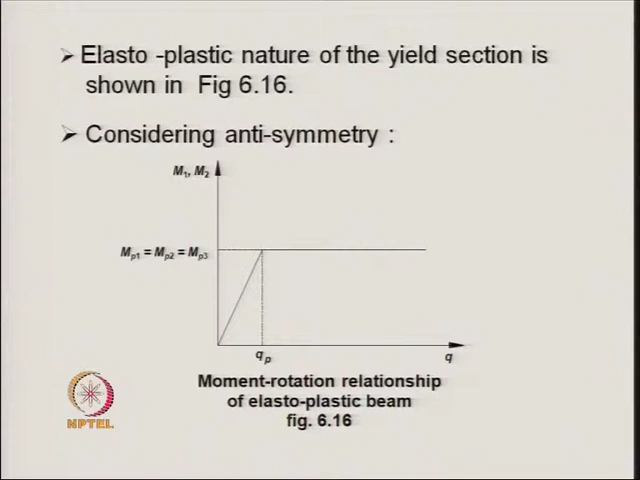 ➢ Elasto -plastic nature of the yield section is
shown in Fig 6.16.
➢ Considering anti-symmetry :
M1, M2
Mp1 = Mp2 = Mp3
qp
q
Moment-rotation relationship
of elasto-plastic beam
fig. 6.16
NPTEL